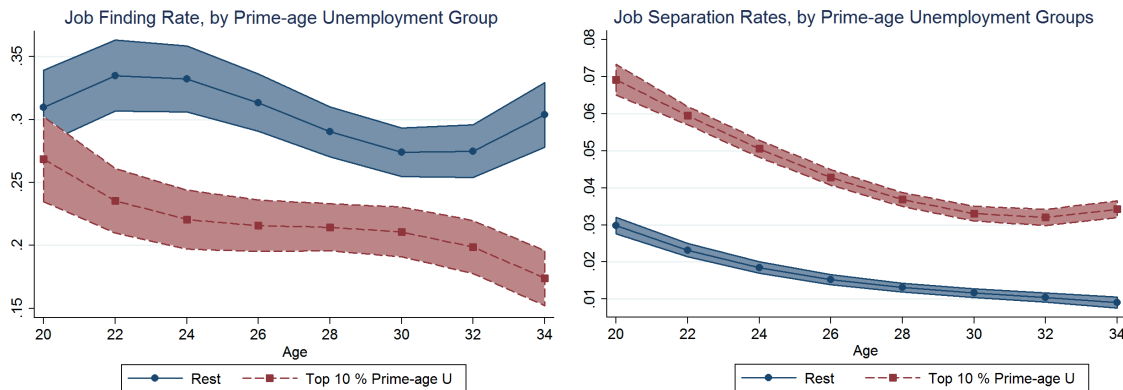 Job Finding Rate, by Prime-age Unemployment Group
.35
.3
.25
.2
.15
20 22 24 26 28 30 32 34
Age
Rest Top 10 % Prime-age U
Job Separation Rates, by Prime-age Unemployment Groups
.08
.07
.06
.05
.04
.03
.02
.01
20 22 24 26 28 30 32 34
Age
Rest Top 10 % Prime-age U